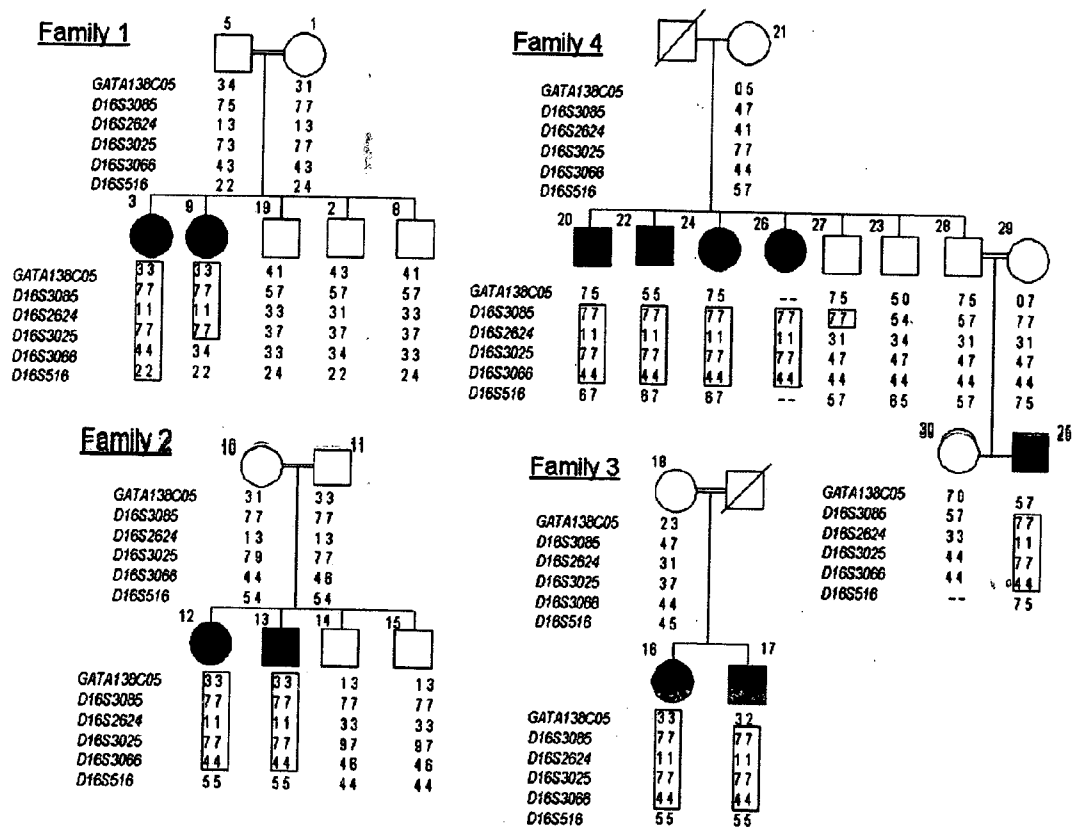 Family 1
5 1
GATA138C05 3 4 3 1
D16S3085 7 5 7 7
D16S2624 1 3 1 3
D16S3025 7 3 7 7
D16S3066 4 3 4 3
D16S516 2 2 2 4
3 9 19 2 8
GATA138C05 3 3 3 3 4 1 4 3 4 1
D16S3085 7 7 7 7 5 7 5 7 5 7
D16S2624 1 1 1 1 3 3 3 1 3 3
D16S3025 7 7 7 7 3 7 3 7 3 7
D16S3066 4 4 3 4 3 3 3 4 3 3
D16S516 2 2 2 2 2 4 2 2 2 4
Family 2
10 11
GATA138C05 3 1 3 3
D16S3085 7 7 7 7
D16S2624 1 3 1 3
D16S3025 7 9 7 7
D16S3066 4 4 4 6
D16S516 5 4 5 4
12 13 14 15
GATA138C05 3 3 3 3 1 3 1 3
D16S3085 7 7 7 7 7 7 7 7
D16S2624 1 1 1 1 3 3 3 3
D16S3025 7 7 7 7 9 7 9 7
D16S3066 4 4 4 4 4 6 4 6
D16S516 5 5 5 5 4 4 4 4
Family 4
21
GATA138C05 0 5
D16S3085 4 7
D16S2624 4 1
D16S3025 7 7
D16S3066 4 4
D16S516 5 7
20 22 24 26 27 23 28 29
GATA138C05 7 5 5 5 7 5 - - 7 5 5 0 7 5 0 7
D16S3085 7 7 7 7 7 7 7 7 7 7 5 4 5 7 7 7
D16S2624 1 1 1 1 1 1 1 1 3 1 3 4 3 1 3 1
D16S3025 7 7 7 7 7 7 7 7 4 7 4 7 4 7 4 7
D16S3066 4 4 4 4 4 4 4 4 4 4 4 4 4 4 4 4
D16S516 6 7 6 7 6 7 - - 5 7 6 5 5 7 7 5
30
GATA138C05 7 0 5 7
D16S3085 5 7 7 7
D16S2624 3 3 1 1
D16S3025 4 4 7 7
D16S3066 4 4 4 4
D16S516 - - 7 5
Family 3
18
GATA138C05 2 3
D16S3085 4 7
D16S2624 3 1
D16S3025 3 7
D16S3066 4 4
D16S516 4 5
16 17
GATA138C05 3 3 3 2
D16S3085 7 7 7 7
D16S2624 1 1 1 1
D16S3025 7 7 7 7
D16S3066 4 4 4 4
D16S516 5 5 5 5